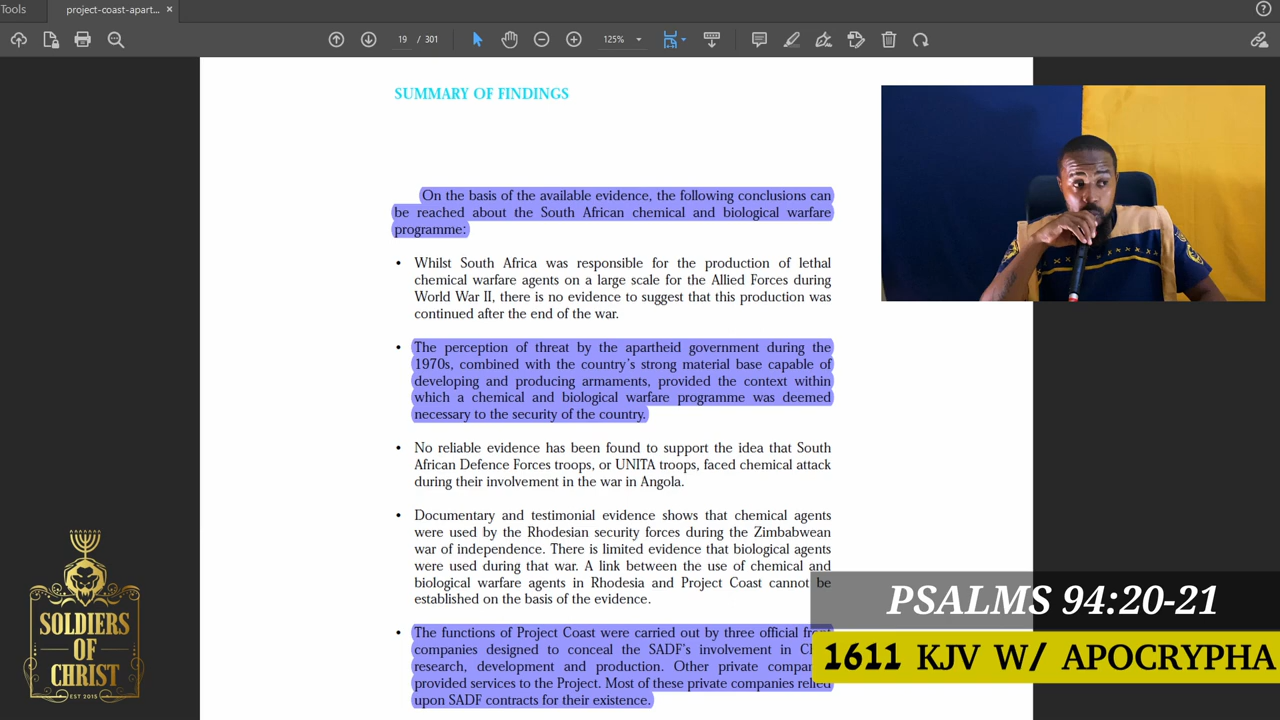 Tools
project-coast-apart... ×
19 / 301
125%
SUMMARY OF FINDINGS
On the basis of the available evidence, the following conclusions can
be reached about the South African chemical and biological warfare
programme:
• Whilst South Africa was responsible for the production of lethal
chemical warfare agents on a large scale for the Allied Forces during
World War II, there is no evidence to suggest that this production was
continued after the end of the war.
• The perception of threat by the apartheid government during the
1970s, combined with the country's strong material base capable of
developing and producing armaments, provided the context within
which a chemical and biological warfare programme was deemed
necessary to the security of the country.
• No reliable evidence has been found to support the idea that South
African Defence Forces troops, or UNITA troops, faced chemical attack
during their involvement in the war in Angola.
• Documentary and testimonial evidence shows that chemical agents
were used by the Rhodesian security forces during the Zimbabwean
war of independence. There is limited evidence that biological agents
were used during that war. A link between the use of chemical and
biological warfare agents in Rhodesia and Project Coast cannot be
established on the basis of the evidence.
• The functions of Project Coast were carried out by three official
companies designed to conceal the SADF's involvement in
research, development and production. Other private
provided services to the Project. Most of these private companies relied
upon SADF contracts for their existence.
PSALMS 94:20-21
1611 KJV W/ APOCRYPHA
SOLDIERS
OF
CHRIST
EST 2015